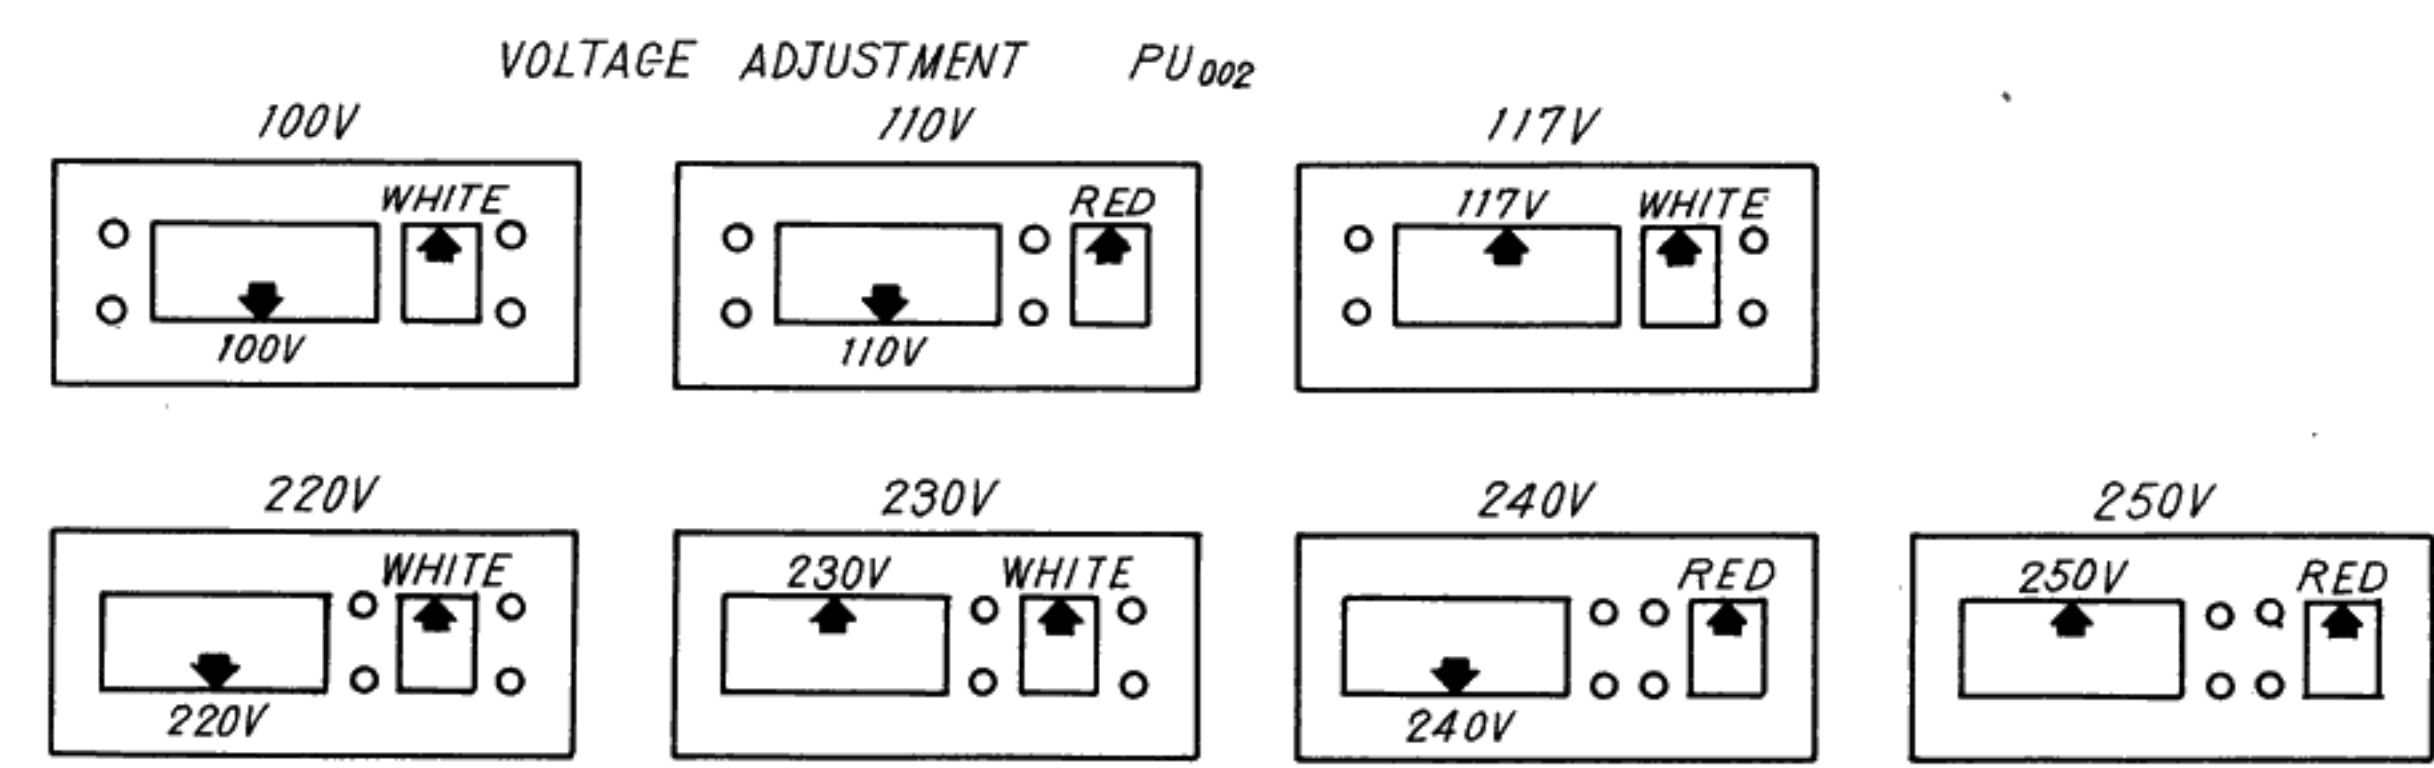 VOLTAGE ADJUSTMENT PU002
100V 110V 117V
WHITE RED 117V WHITE
100V 110V
220V 230V 240V 250V
WHITE 230V WHITE RED 250V RED
220V 240V